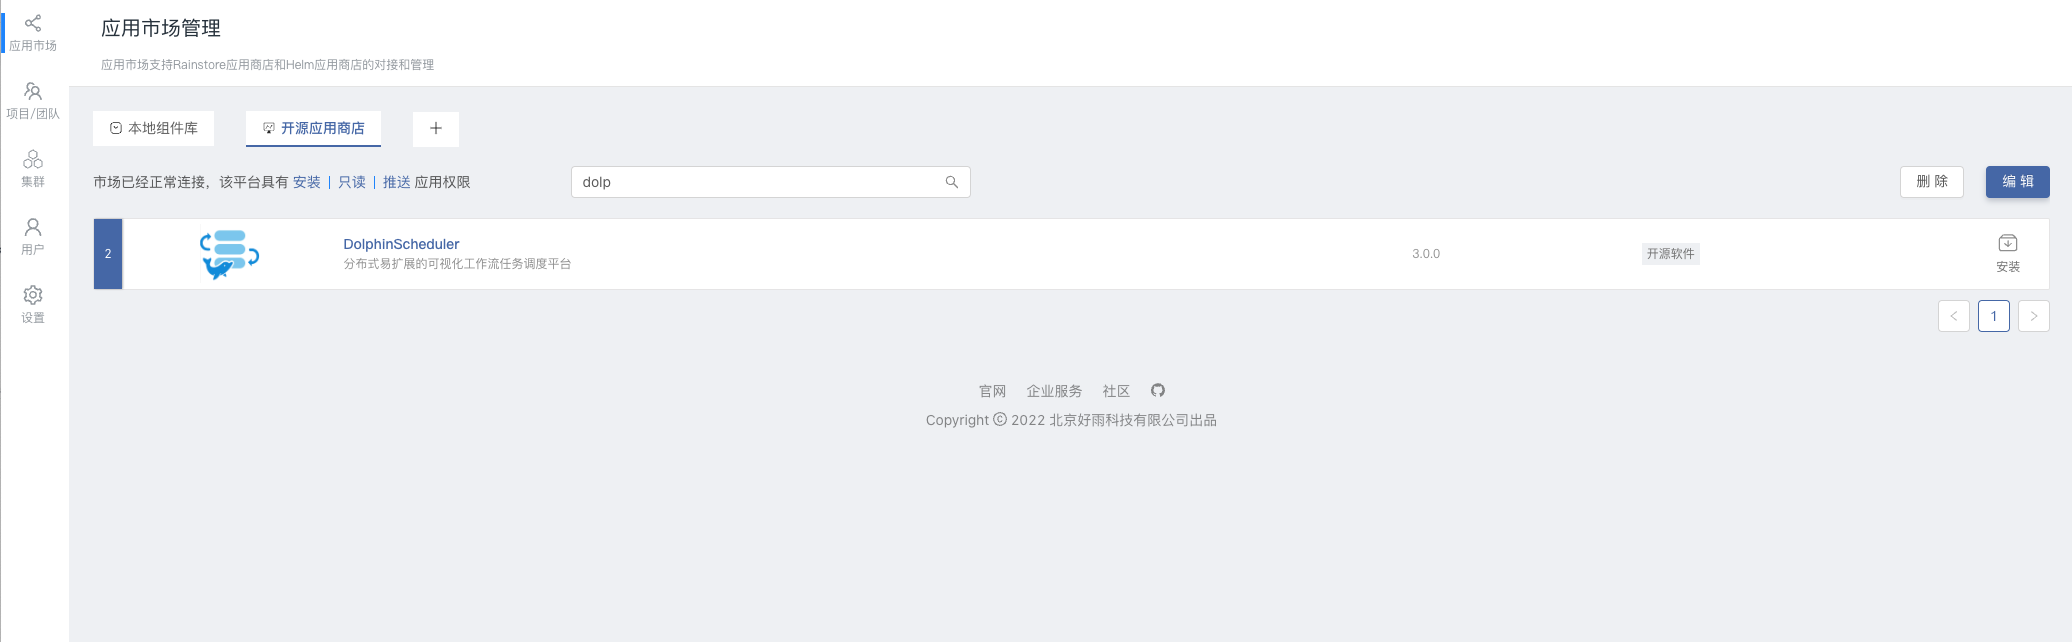 应用市场
项目/团队
集群
用户
设置
应用市场管理
应用市场支持Rainstore应用商店和Helm应用商店的对接和管理
本地组件库
开源应用商店
市场已经正常连接，该平台具有 安装 | 只读 | 推送 应用权限
dolp
删 除
编 辑
2
DolphinScheduler
分布式易扩展的可视化工作流任务调度平台
3.0.0
开源软件
安装
< 1 >
官网 企业服务 社区
Copyright © 2022 北京好雨科技有限公司出品